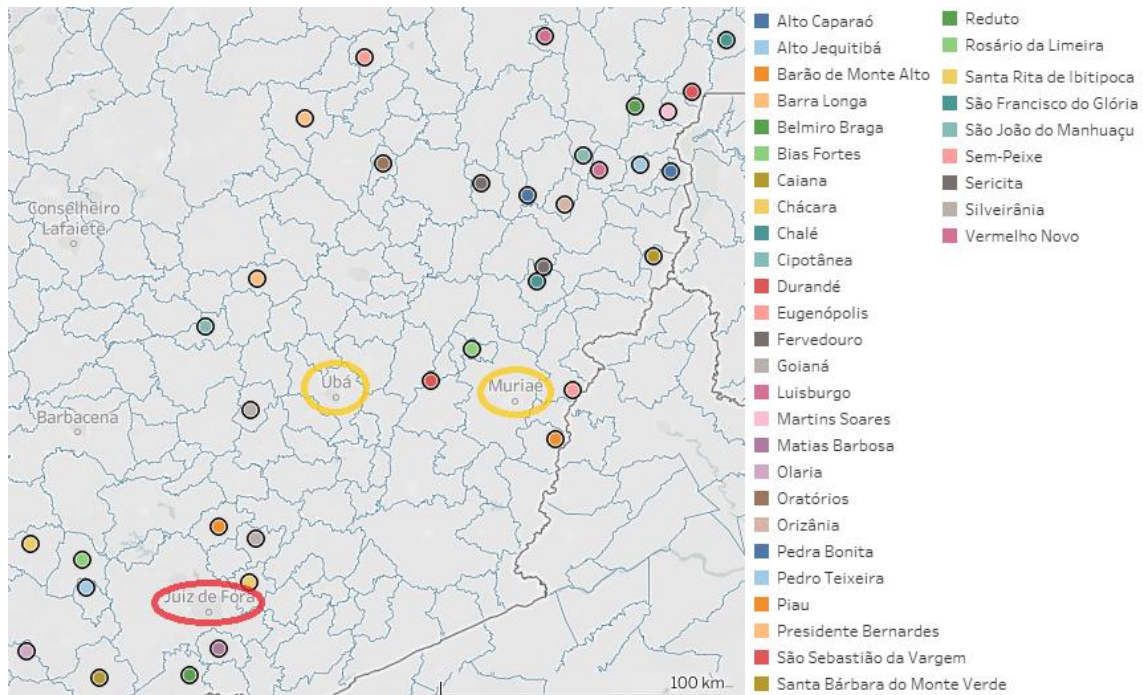 Conselheiro
Lafaiete
Ubá
Muriaé
Barbacena
Juiz de Fora
100 km
Alto Caparaó
Alto Jequitibá
Barão de Monte Alto
Barra Longa
Belmiro Braga
Bias Fortes
Caiana
Chácara
Chalé
Cipotânea
Durandé
Eugenópolis
Fervedouro
Goianá
Luisburgo
Martins Soares
Matias Barbosa
Olaria
Oratórios
Orizânia
Pedra Bonita
Pedro Teixeira
Piau
Presidente Bernardes
São Sebastião da Vargem
Santa Bárbara do Monte Verde
Reduto
Rosário da Limeira
Santa Rita de Ibitipoca
São Francisco do Glória
São João do Manhuaçu
Sem-Peixe
Sericita
Silveirânia
Vermelho Novo